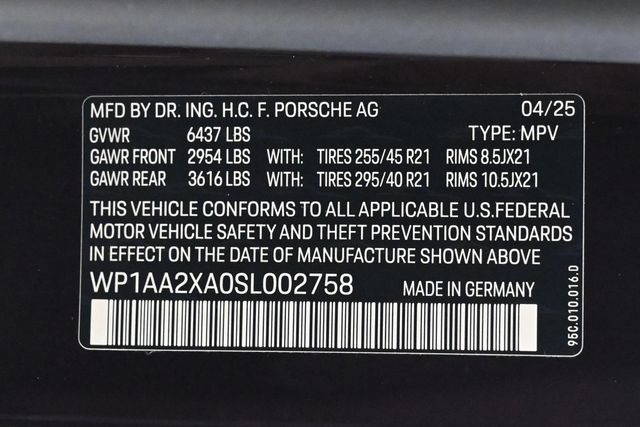 MFD BY DR. ING. H.C. F. PORSCHE AG 04/25
GVWR 6437 LBS TYPE: MPV
GAWR FRONT 2954 LBS WITH: TIRES 255/45 R21 RIMS 8.5JX21
GAWR REAR 3616 LBS WITH: TIRES 295/40 R21 RIMS 10.5JX21
THIS VEHICLE CONFORMS TO ALL APPLICABLE U.S.FEDERAL
MOTOR VEHICLE SAFETY AND THEFT PREVENTION STANDARDS
IN EFFECT ON THE DATE OF MANUFACTURE SHOWN ABOVE
WP1AA2XA0SL002758 MADE IN GERMANY
95C.010.016.D